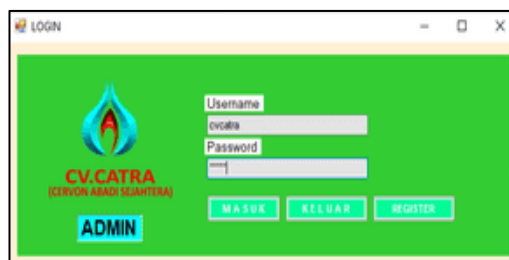 LOGIN
Username
cvcatra
Password
CV.CATRA
(CERVON ABADI SEJAHTERA)
ADMIN
MASUK
KELUAR
REGISTER